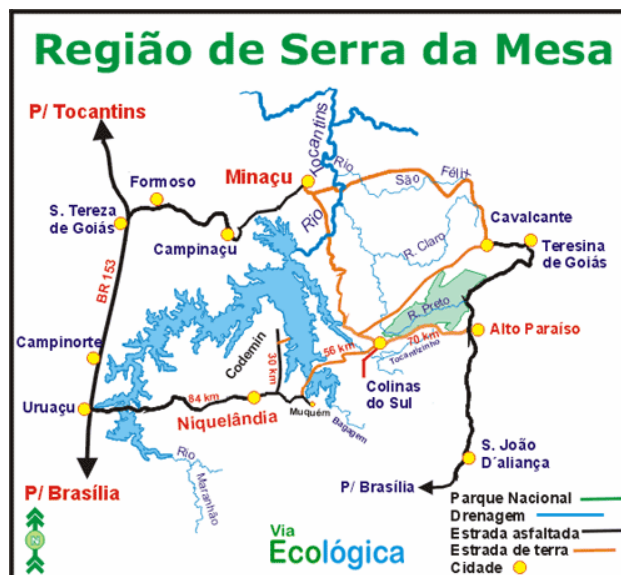 Região de Serra da Mesa
P/ Tocantins
Formoso
Minaçu
Tocantins
Rio
São
Félix
S. Tereza
de Goiás
Campinaçu
Rio
Cavalcante
R. Claro
Teresina
de Goiás
BR 153
R. Preto
Campinorte
Codemin
30 km
56 km
70 km
Tocantizinho
Alto Paraíso
Colinas
do Sul
Uruaçu
84 km
Niquelândia
Muquém
Bagagem
Rio
Maranhão
S. João
D´aliança
P/ Brasília
P/ Brasília
N
Via
Ecológica
Parque Nacional
Drenagem
Estrada asfaltada
Estrada de terra
Cidade